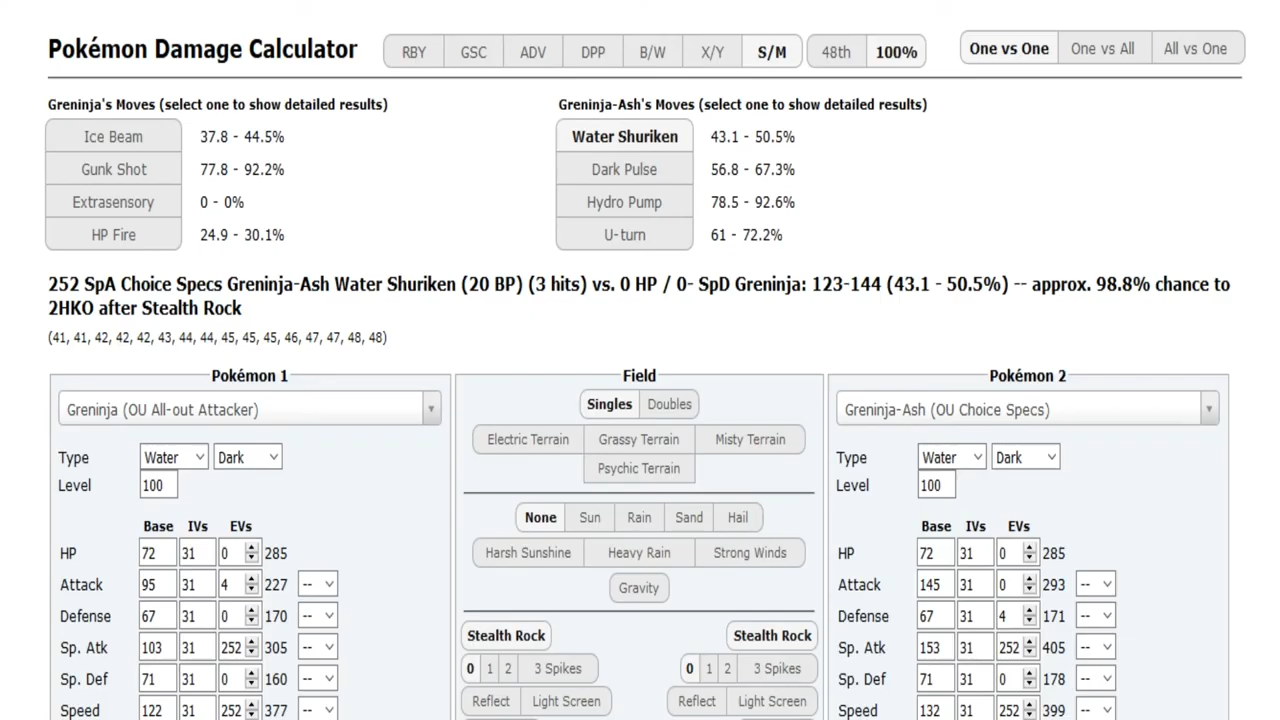 Pokémon Damage Calculator RBY GSC ADV DPP B/W X/Y S/M 48th 100% One vs One One vs All All vs One
Greninja's Moves (select one to show detailed results) Greninja-Ash's Moves (select one to show detailed results)
Ice Beam 37.8 - 44.5% Water Shuriken 43.1 - 50.5%
Gunk Shot 77.8 - 92.2% Dark Pulse 56.8 - 67.3%
Extrasensory 0 - 0% Hydro Pump 78.5 - 92.6%
HP Fire 24.9 - 30.1% U-turn 61 - 72.2%
252 SpA Choice Specs Greninja-Ash Water Shuriken (20 BP) (3 hits) vs. 0 HP / 0- SpD Greninja: 123-144 (43.1 - 50.5%) -- approx. 98.8% chance to
2HKO after Stealth Rock
(41, 41, 42, 42, 42, 43, 44, 44, 45, 45, 45, 46, 47, 47, 48, 48)
Pokémon 1
Greninja (OU All-out Attacker)
Type Water Dark
Level 100
Base IVs EVs
HP 72 31 0 285
Attack 95 31 4 227 --
Defense 67 31 0 170 --
Sp. Atk 103 31 252 305 --
Sp. Def 71 31 0 160 --
Speed 122 31 252 377 --
Field
Singles Doubles
Electric Terrain Grassy Terrain Misty Terrain
Psychic Terrain
None Sun Rain Sand Hail
Harsh Sunshine Heavy Rain Strong Winds
Gravity
Stealth Rock Stealth Rock
0 1 2 3 Spikes 0 1 2 3 Spikes
Reflect Light Screen Reflect Light Screen
Pokémon 2
Greninja-Ash (OU Choice Specs)
Type Water Dark
Level 100
Base IVs EVs
HP 72 31 0 285
Attack 145 31 0 293 --
Defense 67 31 4 171 --
Sp. Atk 153 31 252 405 --
Sp. Def 71 31 0 178 --
Speed 132 31 252 399 --